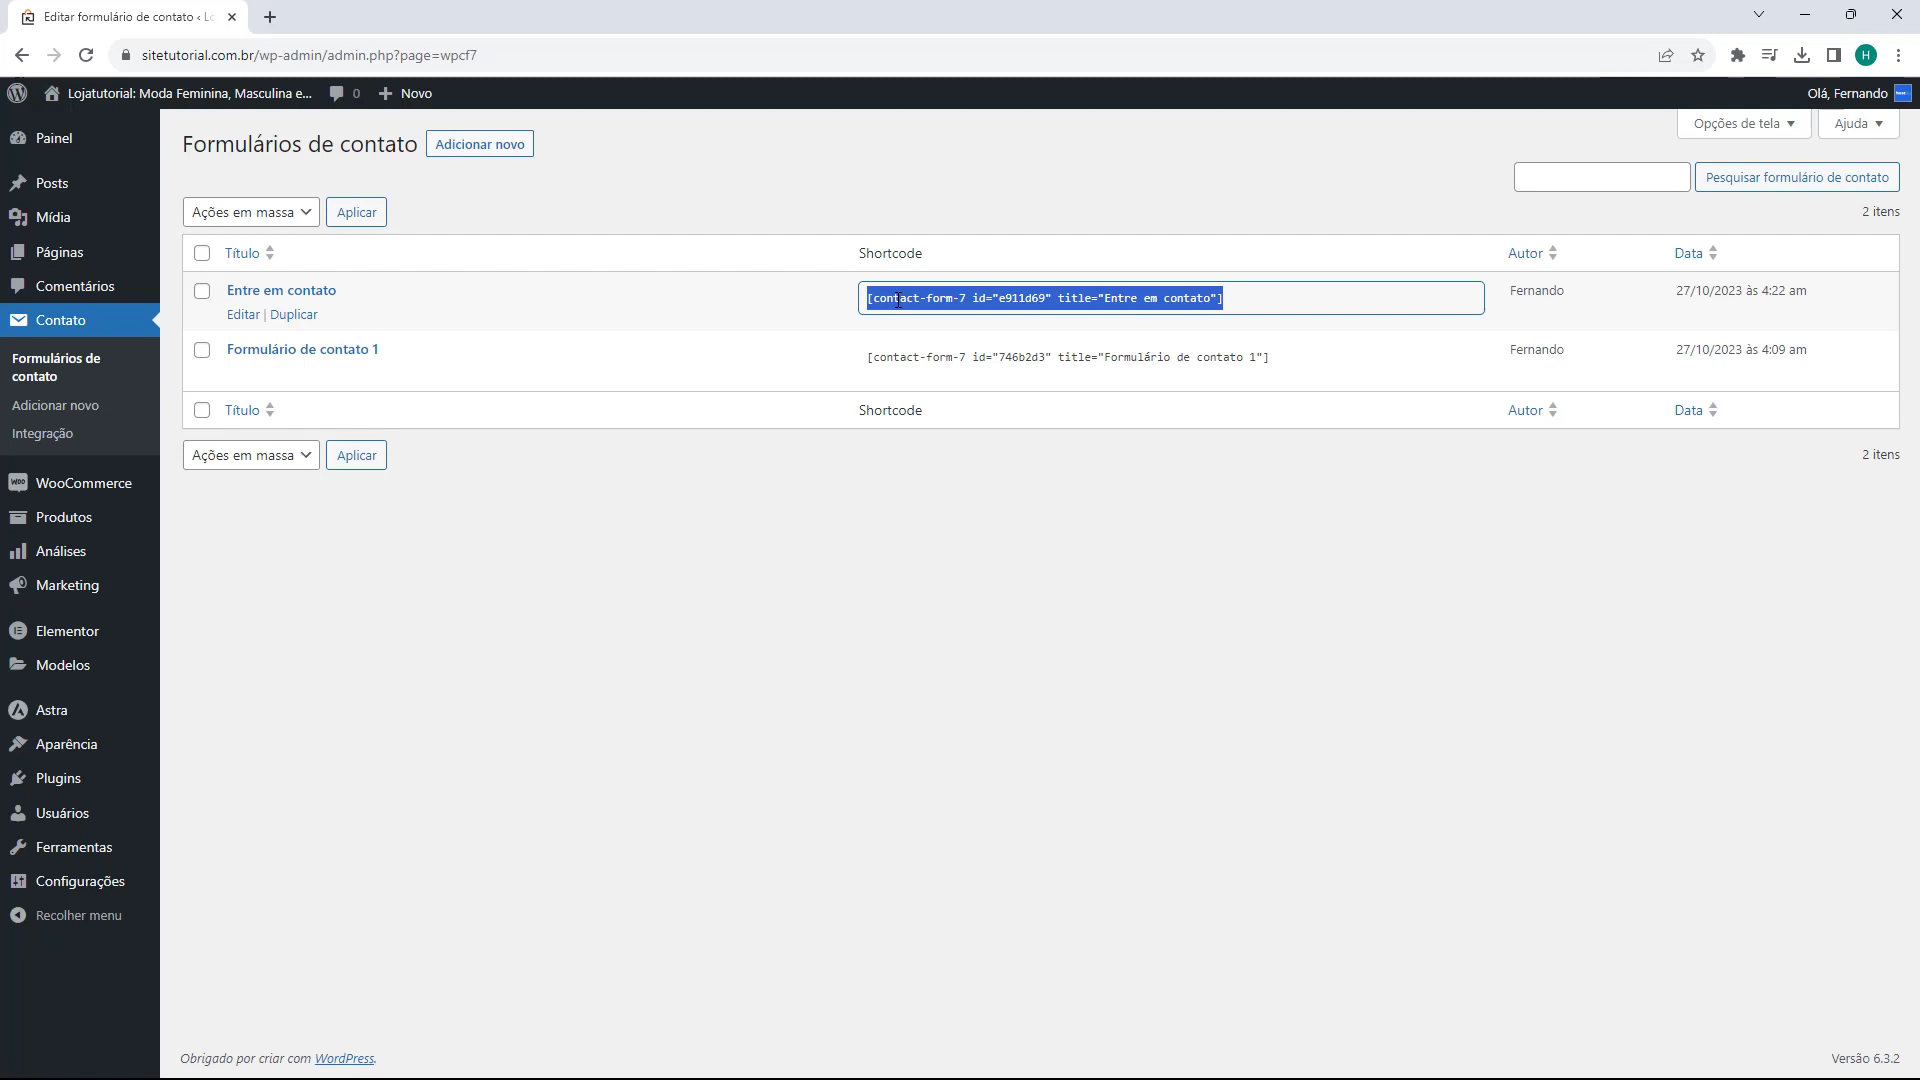 Editar formulário de contato ‹ Lo
sitetutorial.com.br/wp-admin/admin.php?page=wpcf7
H
Lojatutorial: Moda Feminina, Masculina e...
0
Novo
Olá, Fernando
Painel
Posts
Mídia
Páginas
Comentários
Contato
Formulários de
contato
Adicionar novo
Integração
WooCommerce
Produtos
Análises
Marketing
Elementor
Modelos
Astra
Aparência
Plugins
Usuários
Ferramentas
Configurações
Recolher menu
Formulários de contato
Adicionar novo
Opções de tela
Ajuda
Pesquisar formulário de contato
Ações em massa
Aplicar
2 itens
Título
Shortcode
Autor
Data
Entre em contato
[contact-form-7 id="e911d69" title="Entre em contato"]
Fernando
27/10/2023 às 4:22 am
Editar | Duplicar
Formulário de contato 1
[contact-form-7 id="746b2d3" title="Formulário de contato 1"]
Fernando
27/10/2023 às 4:09 am
Título
Shortcode
Autor
Data
Ações em massa
Aplicar
2 itens
Obrigado por criar com WordPress.
Versão 6.3.2